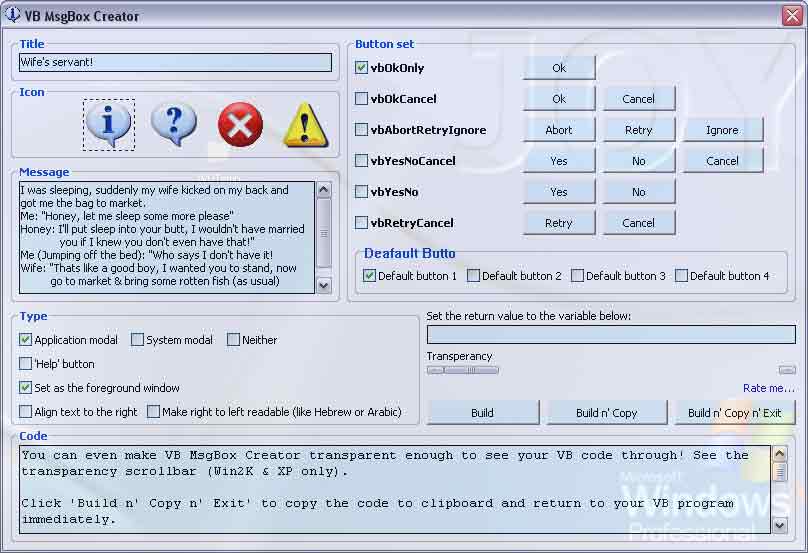 VB MsgBox Creator
Title
Wife's servant!
Icon
Message
I was sleeping, suddenly my wife kicked on my back and
got me the bag to market.
Me: "Honey, let me sleep some more please"
Honey: I'll put sleep into your butt, I wouldn't have married
you if I knew you don't even have that!"
Me (Jumping off the bed): "Who says I don't have it!
Wife: "Thats like a good boy, I wanted you to stand, now
go to market & bring some rotten fish (as usual)
Button set
vbOkOnly Ok
vbOkCancel Ok Cancel
vbAbortRetryIgnore Abort Retry Ignore
vbYesNoCancel Yes No Cancel
vbYesNo Yes No
vbRetryCancel Retry Cancel
Deafault Butto
Default button 1 Default button 2 Default button 3 Default button 4
Type
Application modal System modal Neither
'Help' button
Set as the foreground window
Align text to the right Make right to left readable (like Hebrew or Arabic)
Set the return value to the variable below:
Transperancy
Rate me...
Build Build n' Copy Build n' Copy n' Exit
Code
You can even make VB MsgBox Creator transparent enough to see your VB code through! See the
transparency scrollbar (Win2K & XP only).
Click 'Build n' Copy n' Exit' to copy the code to clipboard and return to your VB program
immediately.
JOY
Microsoft
Windows
Professional